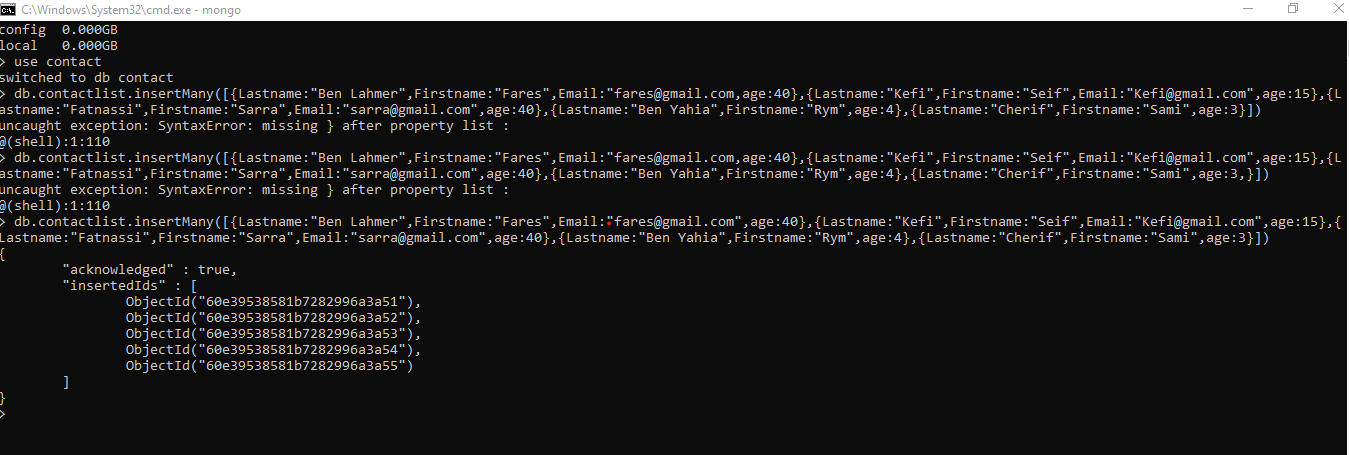 C:\Windows\System32\cmd.exe - mongo
config  0.000GB
local   0.000GB
> use contact
switched to db contact
> db.contactlist.insertMany([{Lastname:"Ben Lahmer",Firstname:"Fares",Email:"fares@gmail.com,age:40},{Lastname:"Kefi",Firstname:"Seif",Email:"Kefi@gmail.com",age:15},{L
astname:"Fatnassi",Firstname:"Sarra",Email:"sarra@gmail.com",age:40},{Lastname:"Ben Yahia",Firstname:"Rym",age:4},{Lastname:"Cherif",Firstname:"Sami",age:3}])
uncaught exception: SyntaxError: missing } after property list :
@(shell):1:110
> db.contactlist.insertMany([{Lastname:"Ben Lahmer",Firstname:"Fares",Email:"fares@gmail.com,age:40},{Lastname:"Kefi",Firstname:"Seif",Email:"Kefi@gmail.com",age:15},{L
astname:"Fatnassi",Firstname:"Sarra",Email:"sarra@gmail.com",age:40},{Lastname:"Ben Yahia",Firstname:"Rym",age:4},{Lastname:"Cherif",Firstname:"Sami",age:3,}])
uncaught exception: SyntaxError: missing } after property list :
@(shell):1:110
> db.contactlist.insertMany([{Lastname:"Ben Lahmer",Firstname:"Fares",Email:"fares@gmail.com",age:40},{Lastname:"Kefi",Firstname:"Seif",Email:"Kefi@gmail.com",age:15},{
Lastname:"Fatnassi",Firstname:"Sarra",Email:"sarra@gmail.com",age:40},{Lastname:"Ben Yahia",Firstname:"Rym",age:4},{Lastname:"Cherif",Firstname:"Sami",age:3}])
{
        "acknowledged" : true,
        "insertedIds" : [
                ObjectId("60e39538581b7282996a3a51"),
                ObjectId("60e39538581b7282996a3a52"),
                ObjectId("60e39538581b7282996a3a53"),
                ObjectId("60e39538581b7282996a3a54"),
                ObjectId("60e39538581b7282996a3a55")
        ]
}
>